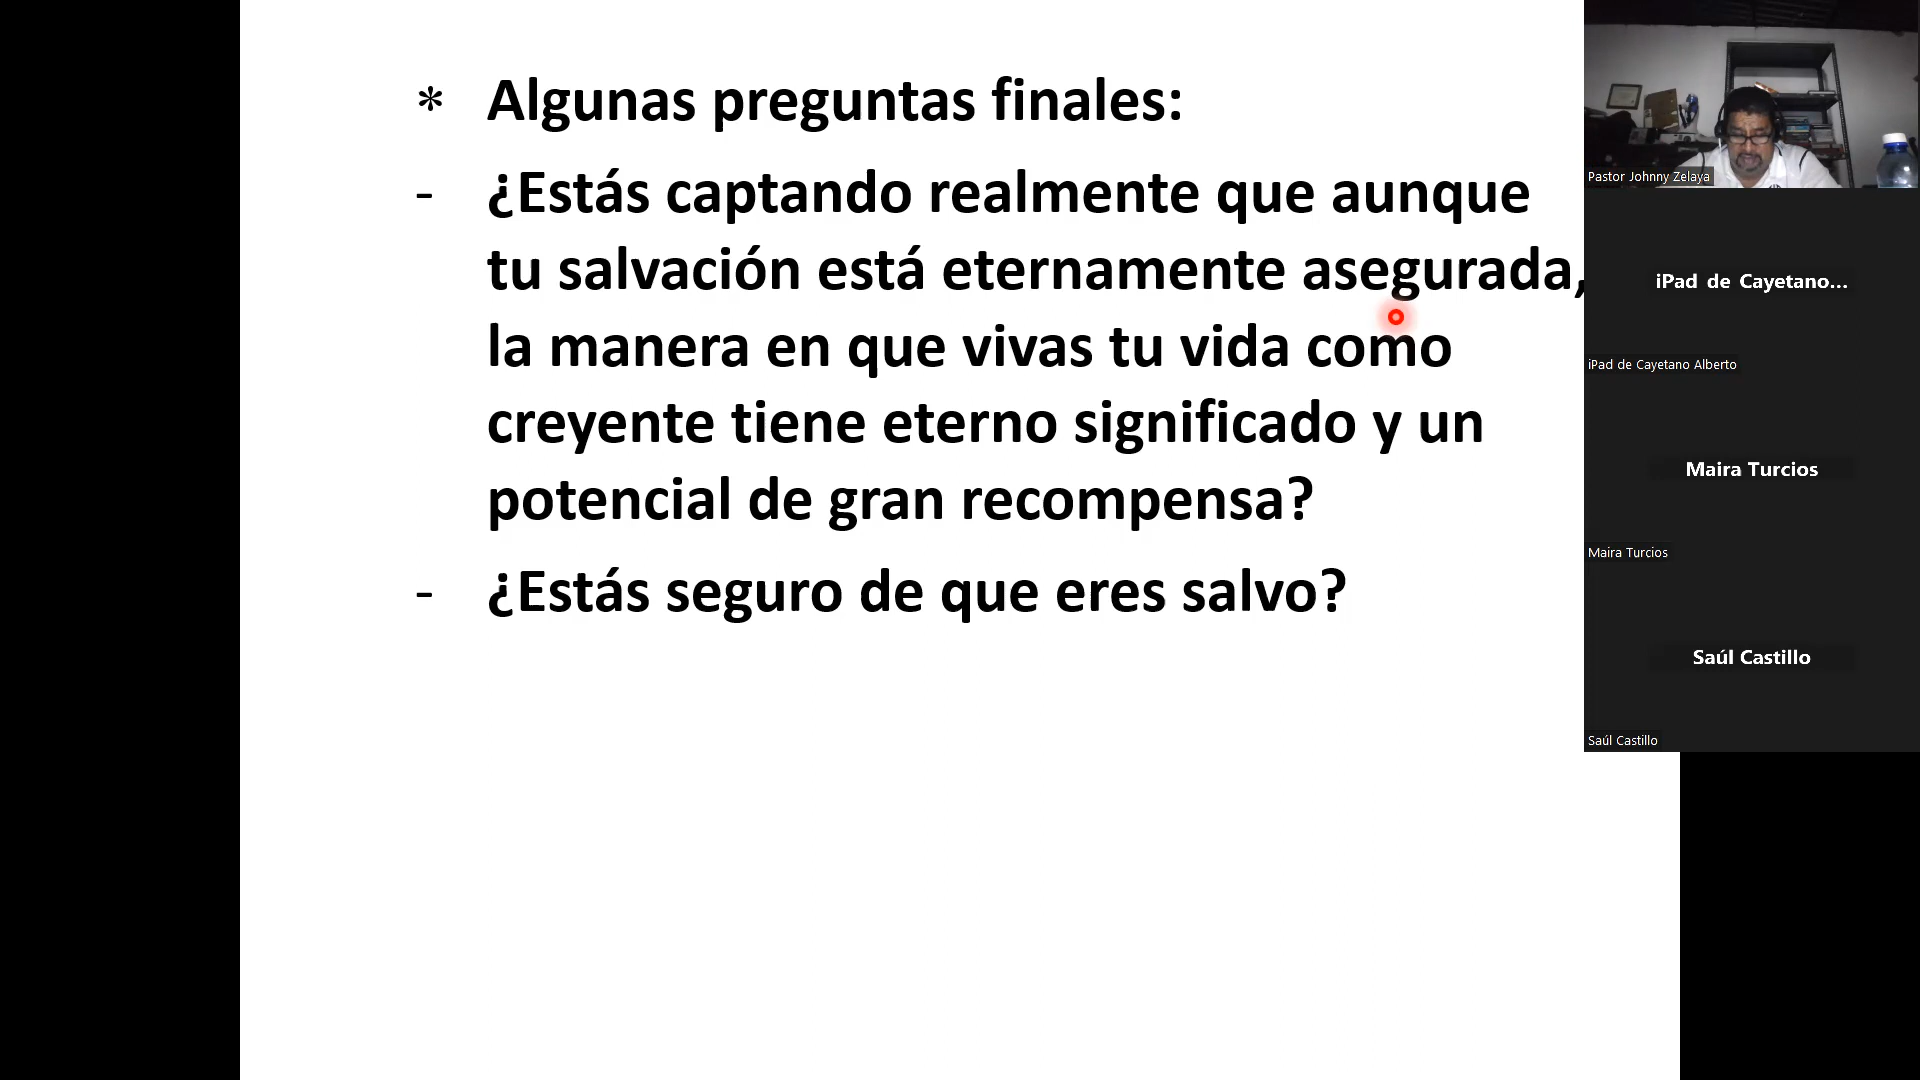 * Algunas preguntas finales:
- ¿Estás captando realmente que aunque
tu salvación está eternamente asegurada,
la manera en que vivas tu vida como
creyente tiene eterno significado y un
potencial de gran recompensa?
- ¿Estás seguro de que eres salvo?
Pastor Johnny Zelaya
iPad de Cayetano...
iPad de Cayetano Alberto
Maira Turcios
Maira Turcios
Saúl Castillo
Saúl Castillo